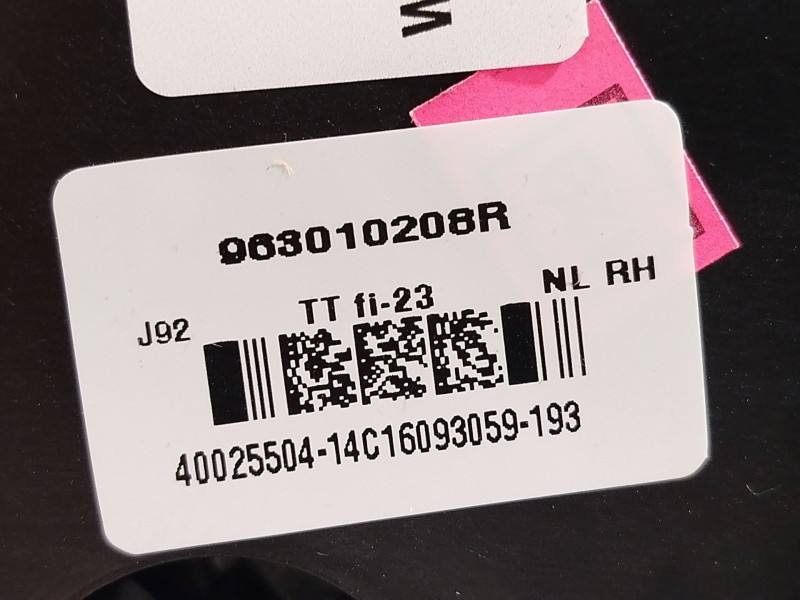 W
963010208R
TT fi-23
NL RH
J92
40025504-14C16093059-193